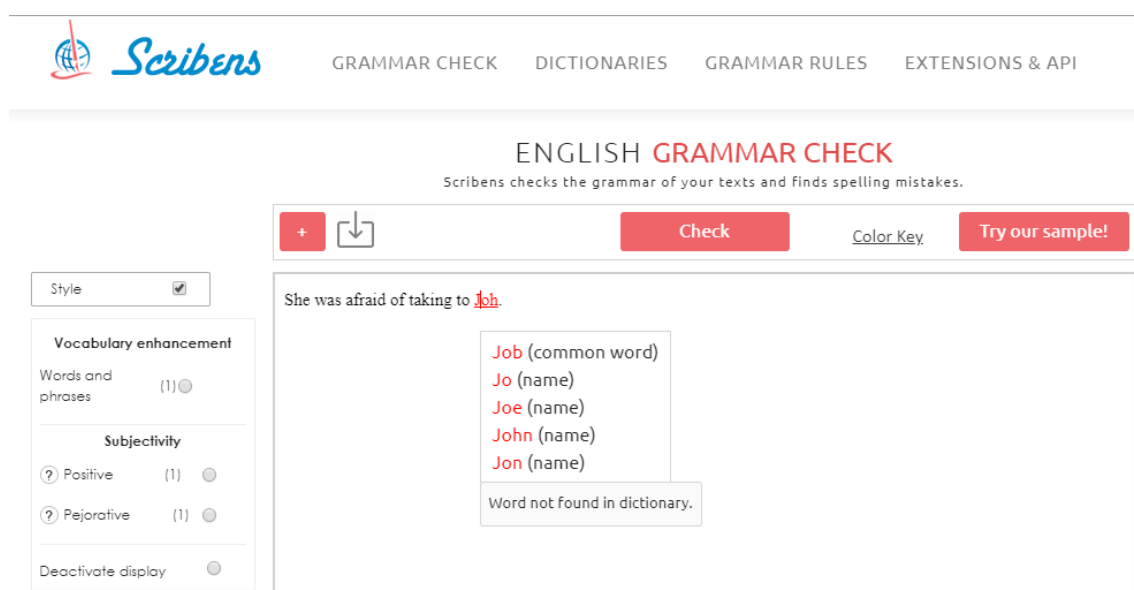 Scribens
GRAMMAR CHECK DICTIONARIES GRAMMAR RULES EXTENSIONS & API
ENGLISH GRAMMAR CHECK
Scribens checks the grammar of your texts and finds spelling mistakes.
+ Check Color Key Try our sample!
Style
She was afraid of taking to Joh.
Vocabulary enhancement
Words and
phrases (1)
Subjectivity
? Positive (1)
? Pejorative (1)
Deactivate display
Job (common word)
Jo (name)
Joe (name)
John (name)
Jon (name)
Word not found in dictionary.